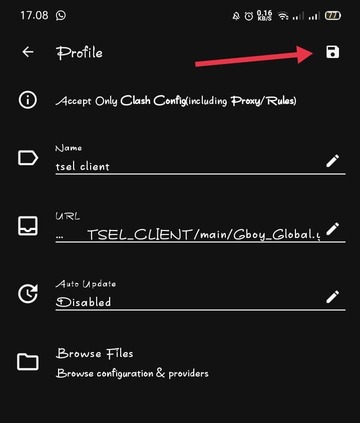 17.08
0.16 KB/S
77
Profile
Accept Only Clash Config(including Proxy/Rules)
Name
tsel client
URL
... TSEL_CLIENT/main/Gboy_Global.
Auto Update
Disabled
Browse Files
Browse configuration & providers